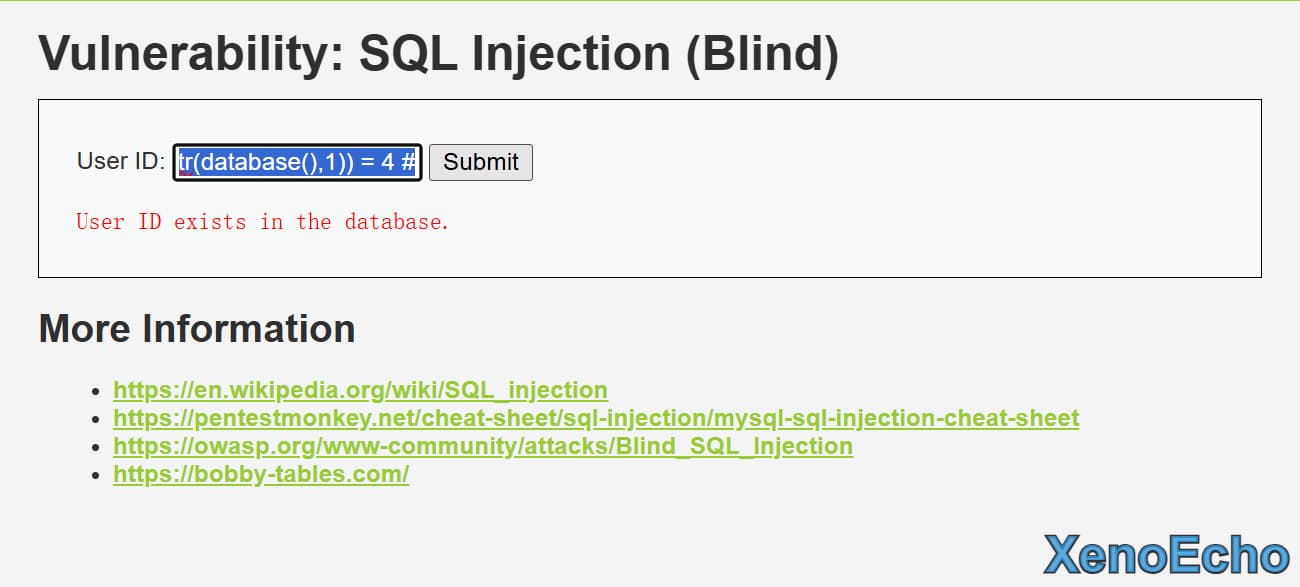 Vulnerability: SQL Injection (Blind)
User ID: tr(database(),1)) = 4 # Submit
User ID exists in the database.
More Information
• https://en.wikipedia.org/wiki/SQL_injection
• https://pentestmonkey.net/cheat-sheet/sql-injection/mysql-sql-injection-cheat-sheet
• https://owasp.org/www-community/attacks/Blind_SQL_Injection
• https://bobby-tables.com/
XenoEcho